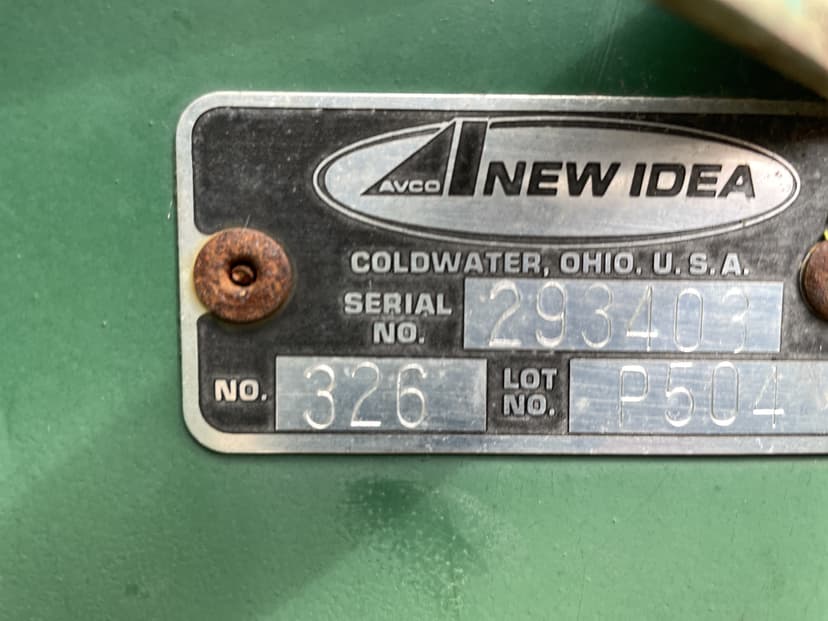 AVCO NEW IDEA
COLDWATER, OHIO, U.S.A.
SERIAL NO. 293403
NO. 326 LOT NO. P504